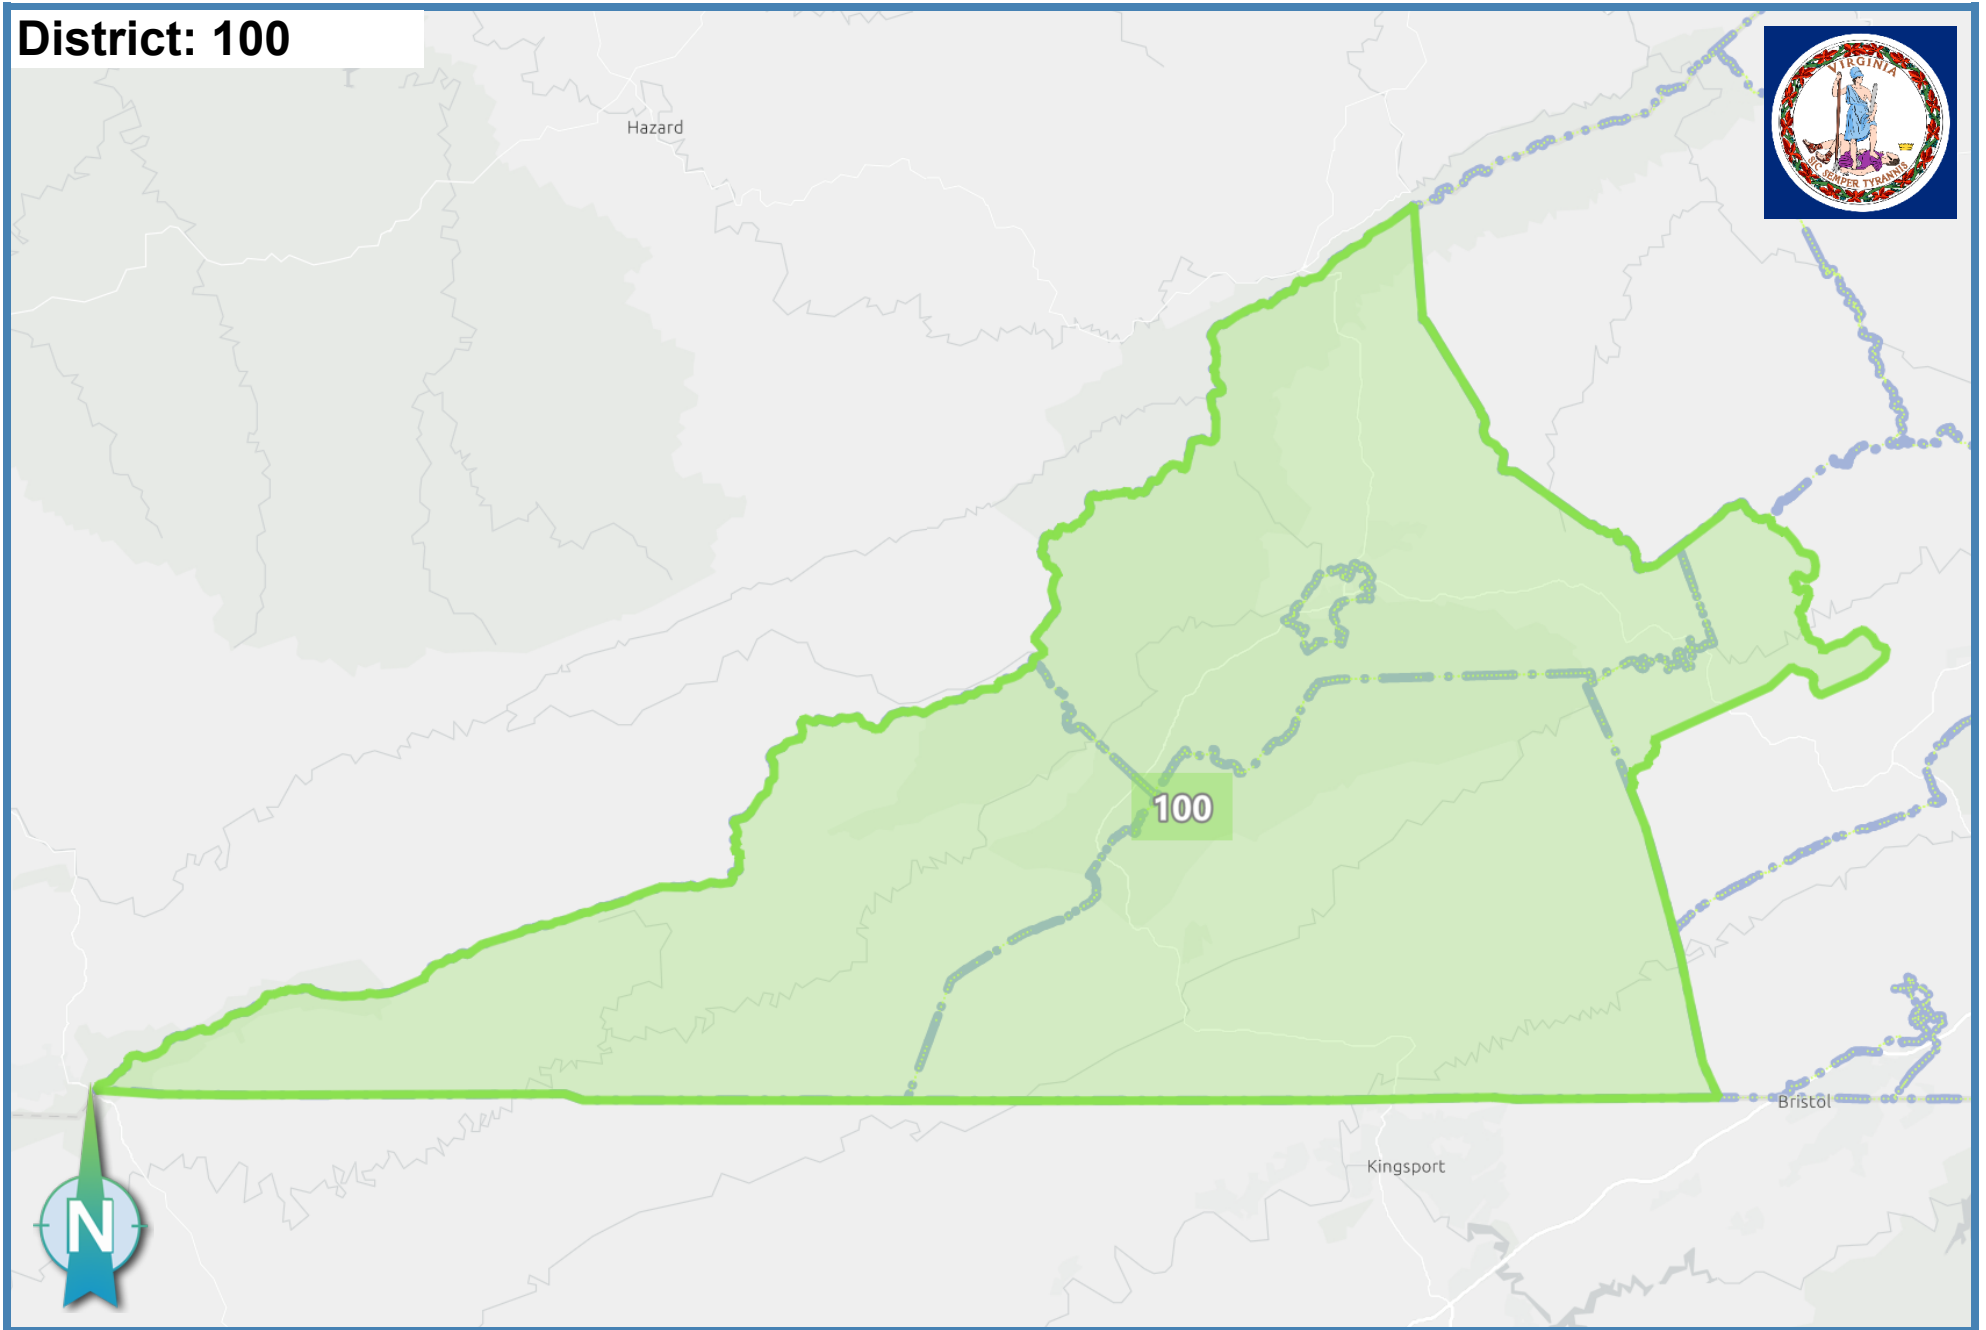 District: 100
VIRGINIA
SIC SEMPER TYRANNIS
Hazard
100
Bristol
Kingsport
N